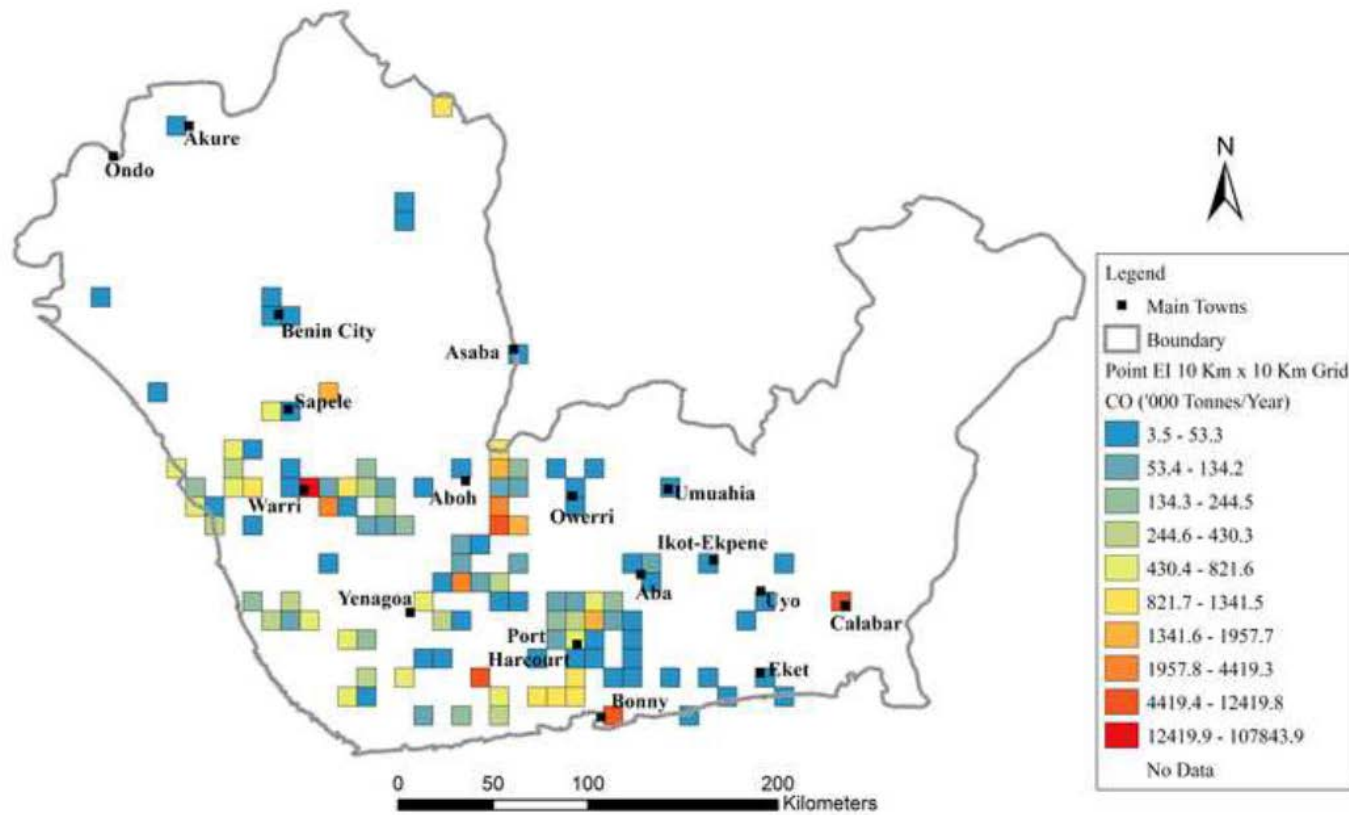 Akure
Ondo
N
Benin City
Asaba
Sapele
Warri
Aboh
Owerri
Umuahia
Ikot-Ekpene
Aba
Uyo
Calabar
Yenagoa
Port
Harcourt
Eket
Bonny
Legend
Main Towns
Boundary
Point EI 10 Km x 10 Km Grid
CO ('000 Tonnes/Year)
3.5 - 53.3
53.4 - 134.2
134.3 - 244.5
244.6 - 430.3
430.4 - 821.6
821.7 - 1341.5
1341.6 - 1957.7
1957.8 - 4419.3
4419.4 - 12419.8
12419.9 - 107843.9
No Data
0 50 100 200
Kilometers